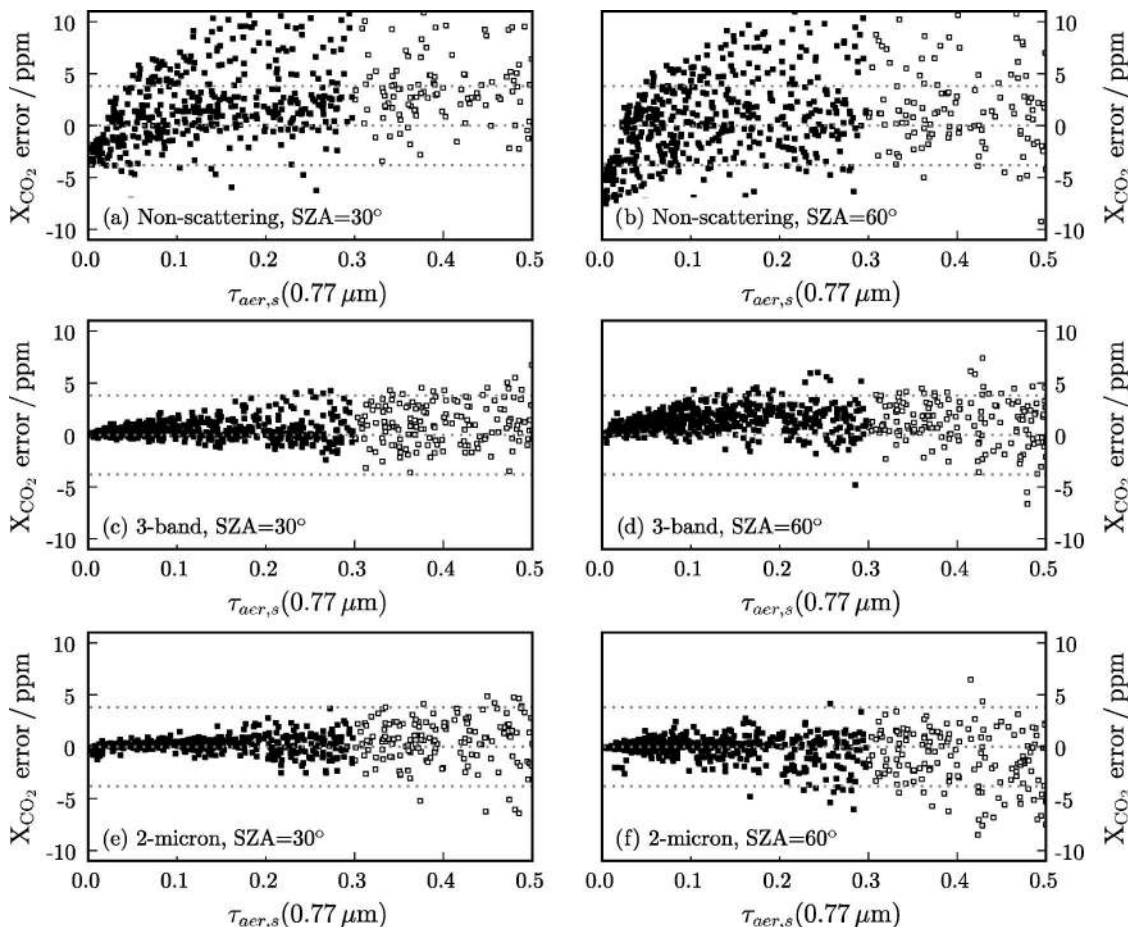 10
5
0
-5
-10
X_CO₂ error / ppm
(a) Non-scattering, SZA=30°
0.0 0.1 0.2 0.3 0.4 0.5
τ_aer,s(0.77 μm)
10
5
0
-5
-10
X_CO₂ error / ppm
(b) Non-scattering, SZA=60°
0.0 0.1 0.2 0.3 0.4 0.5
τ_aer,s(0.77 μm)
10
5
0
-5
-10
X_CO₂ error / ppm
(c) 3-band, SZA=30°
0.0 0.1 0.2 0.3 0.4 0.5
τ_aer,s(0.77 μm)
10
5
0
-5
-10
X_CO₂ error / ppm
(d) 3-band, SZA=60°
0.0 0.1 0.2 0.3 0.4 0.5
τ_aer,s(0.77 μm)
10
5
0
-5
-10
X_CO₂ error / ppm
(e) 2-micron, SZA=30°
0.0 0.1 0.2 0.3 0.4 0.5
τ_aer,s(0.77 μm)
10
5
0
-5
-10
X_CO₂ error / ppm
(f) 2-micron, SZA=60°
0.0 0.1 0.2 0.3 0.4 0.5
τ_aer,s(0.77 μm)